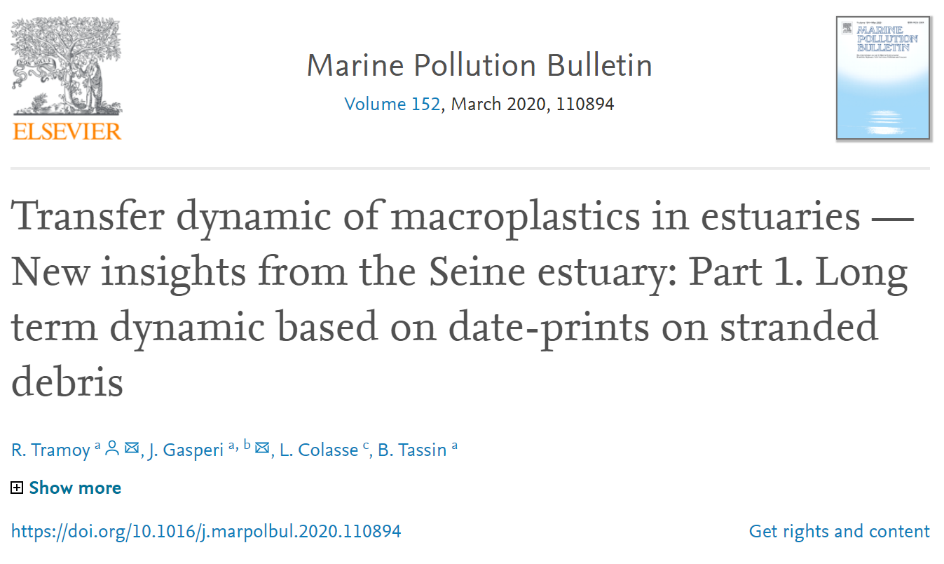 ELSEVIER
Marine Pollution Bulletin
Volume 152, March 2020, 110894
MARINE
POLLUTION
BULLETIN
Transfer dynamic of macroplastics in estuaries —
New insights from the Seine estuary: Part 1. Long
term dynamic based on date-prints on stranded
debris
R. Tramoy a, J. Gasperi a, b, L. Colasse c, B. Tassin a
Show more
https://doi.org/10.1016/j.marpolbul.2020.110894
Get rights and content